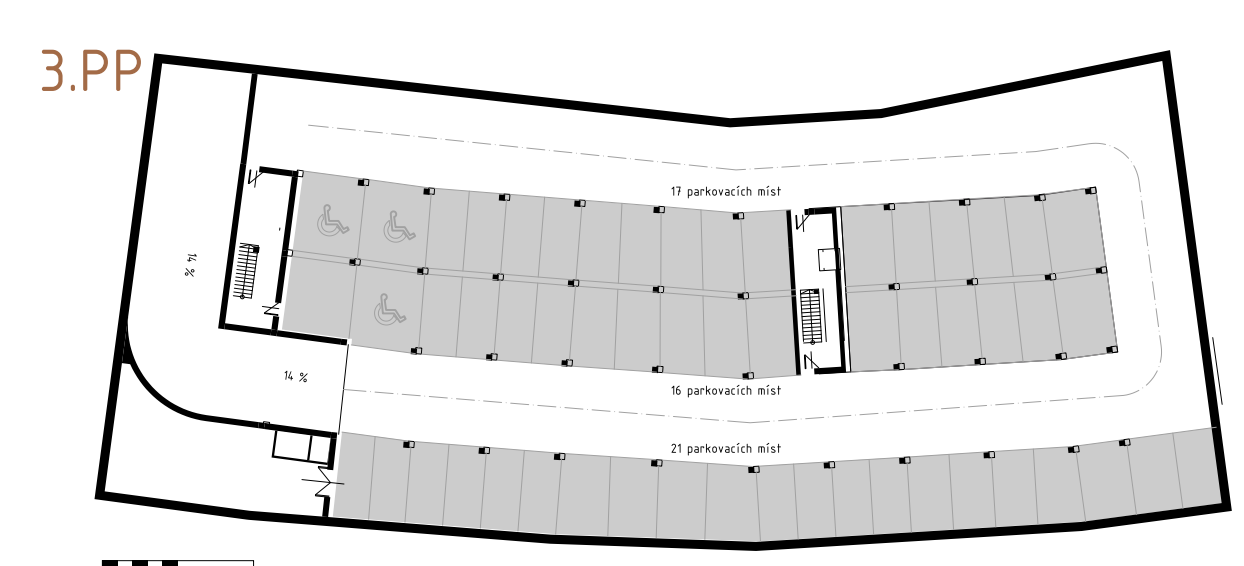 3.PP
17 parkovacích míst
14 %
14 %
16 parkovacích míst
21 parkovacích míst